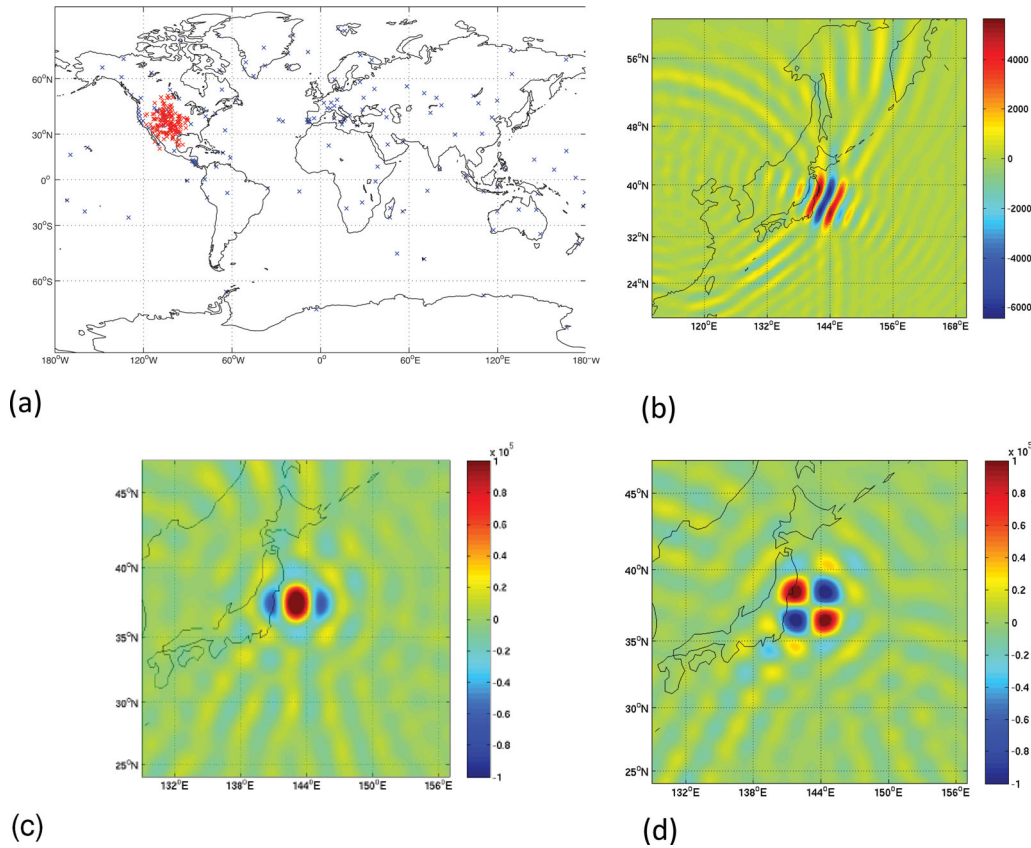 60°N
30°N
0°
30°S
60°S
180°W 120°W 60°W 0° 60°E 120°E 180°W
(a)
56°N
48°N
40°N
32°N
24°N
120°E 132°E 144°E 156°E 168°E
4000
2000
0
-2000
-4000
-6000
(b)
45°N
40°N
35°N
30°N
25°N
132°E 138°E 144°E 150°E 156°E
x 10⁵
1
0.8
0.6
0.4
0.2
0
-0.2
-0.4
-0.6
-0.8
-1
(c)
45°N
40°N
35°N
30°N
25°N
132°E 138°E 144°E 150°E 156°E
x 10⁵
1
0.8
0.6
0.4
0.2
0
-0.2
-0.4
-0.6
-0.8
-1
(d)